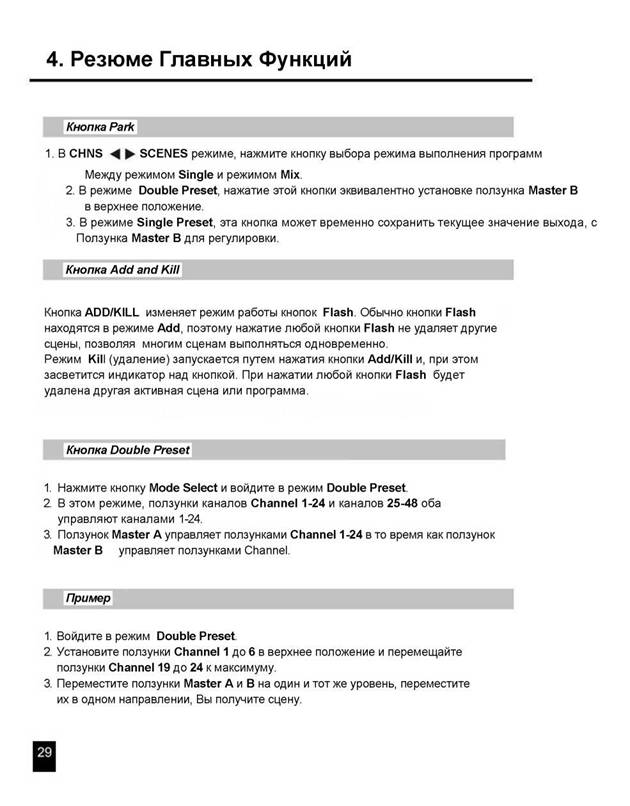 4. Резюме Главных Функций
Кнопка Park
1. В CHNS ◀ ▶ SCENES режиме, нажмите кнопку выбора режима выполнения программ
Между режимом Single и режимом Mix.
2. В режиме Double Preset, нажатие этой кнопки эквивалентно установке ползунка Master B
в верхнее положение.
3. В режиме Single Preset, эта кнопка может временно сохранить текущее значение выхода, с
Ползунка Master B для регулировки.
Кнопка Add and Kill
Кнопка ADD/KILL изменяет режим работы кнопок Flash. Обычно кнопки Flash
находятся в режиме Add, поэтому нажатие любой кнопки Flash не удаляет другие
сцены, позволяя многим сценам выполняться одновременно.
Режим Kill (удаление) запускается путем нажатия кнопки Add/Kill и, при этом
засветится индикатор над кнопкой. При нажатии любой кнопки Flash будет
удалена другая активная сцена или программа.
Кнопка Double Preset
1. Нажмите кнопку Mode Select и войдите в режим Double Preset.
2. В этом режиме, ползунки каналов Channel 1-24 и каналов 25-48 оба
управляют каналами 1-24.
3. Ползунок Master A управляет ползунками Channel 1-24 в то время как ползунок
Master B управляет ползунками Channel.
Пример
1. Войдите в режим Double Preset.
2. Установите ползунки Channel 1 до 6 в верхнее положение и перемещайте
ползунки Channel 19 до 24 к максимуму.
3. Переместите ползунки Master A и B на один и тот же уровень, переместите
их в одном направлении, Вы получите сцену.
29